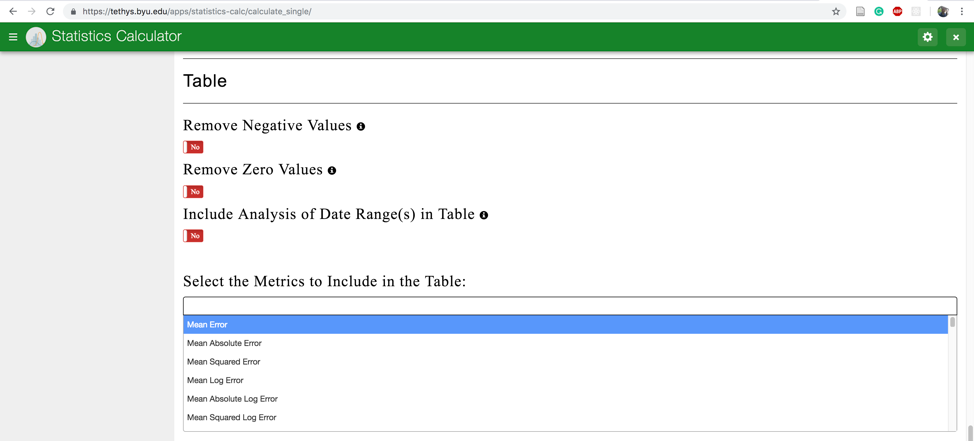 https://tethys.byu.edu/apps/statistics-calc/calculate_single/
ABP
Statistics Calculator
Table
Remove Negative Values
No
Remove Zero Values
No
Include Analysis of Date Range(s) in Table
No
Select the Metrics to Include in the Table:
Mean Error
Mean Absolute Error
Mean Squared Error
Mean Log Error
Mean Absolute Log Error
Mean Squared Log Error